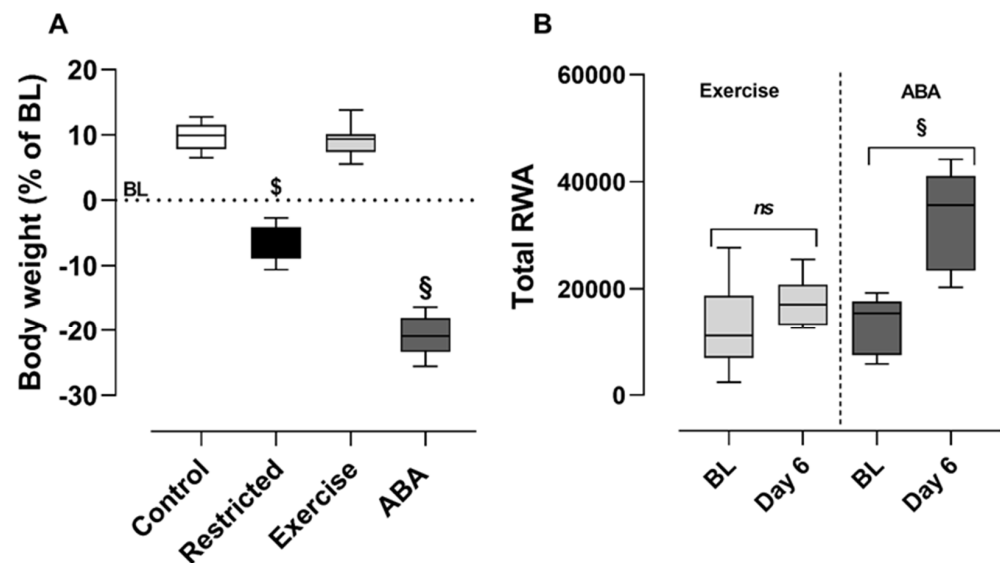 A
Body weight (% of BL)
20
10
0
-10
-20
-30
BL
$
§
Control
Restricted
Exercise
ABA
B
Total RWA
60000
40000
20000
0
Exercise
ABA
ns
§
BL
Day 6
BL
Day 6